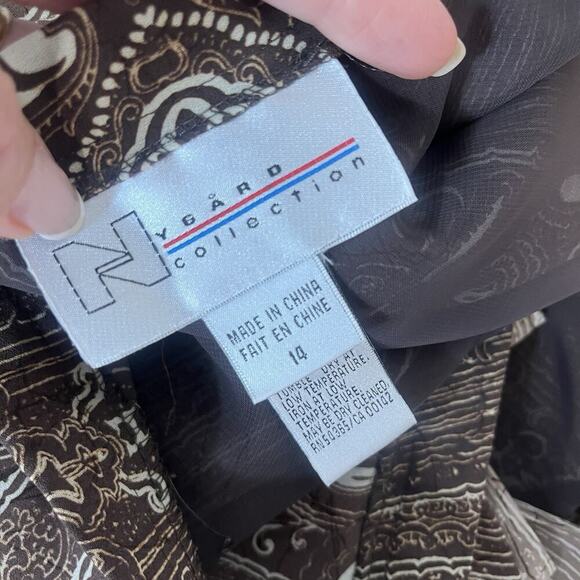 NYGÅRD
collection
MADE IN CHINA
FAIT EN CHINE
14
TUMBLE DRY AT
LOW TEMPERATURE.
IRON AT LOW
TEMPERATURE.
MAY BE DRY CLEANED.
RN50385/CA00102